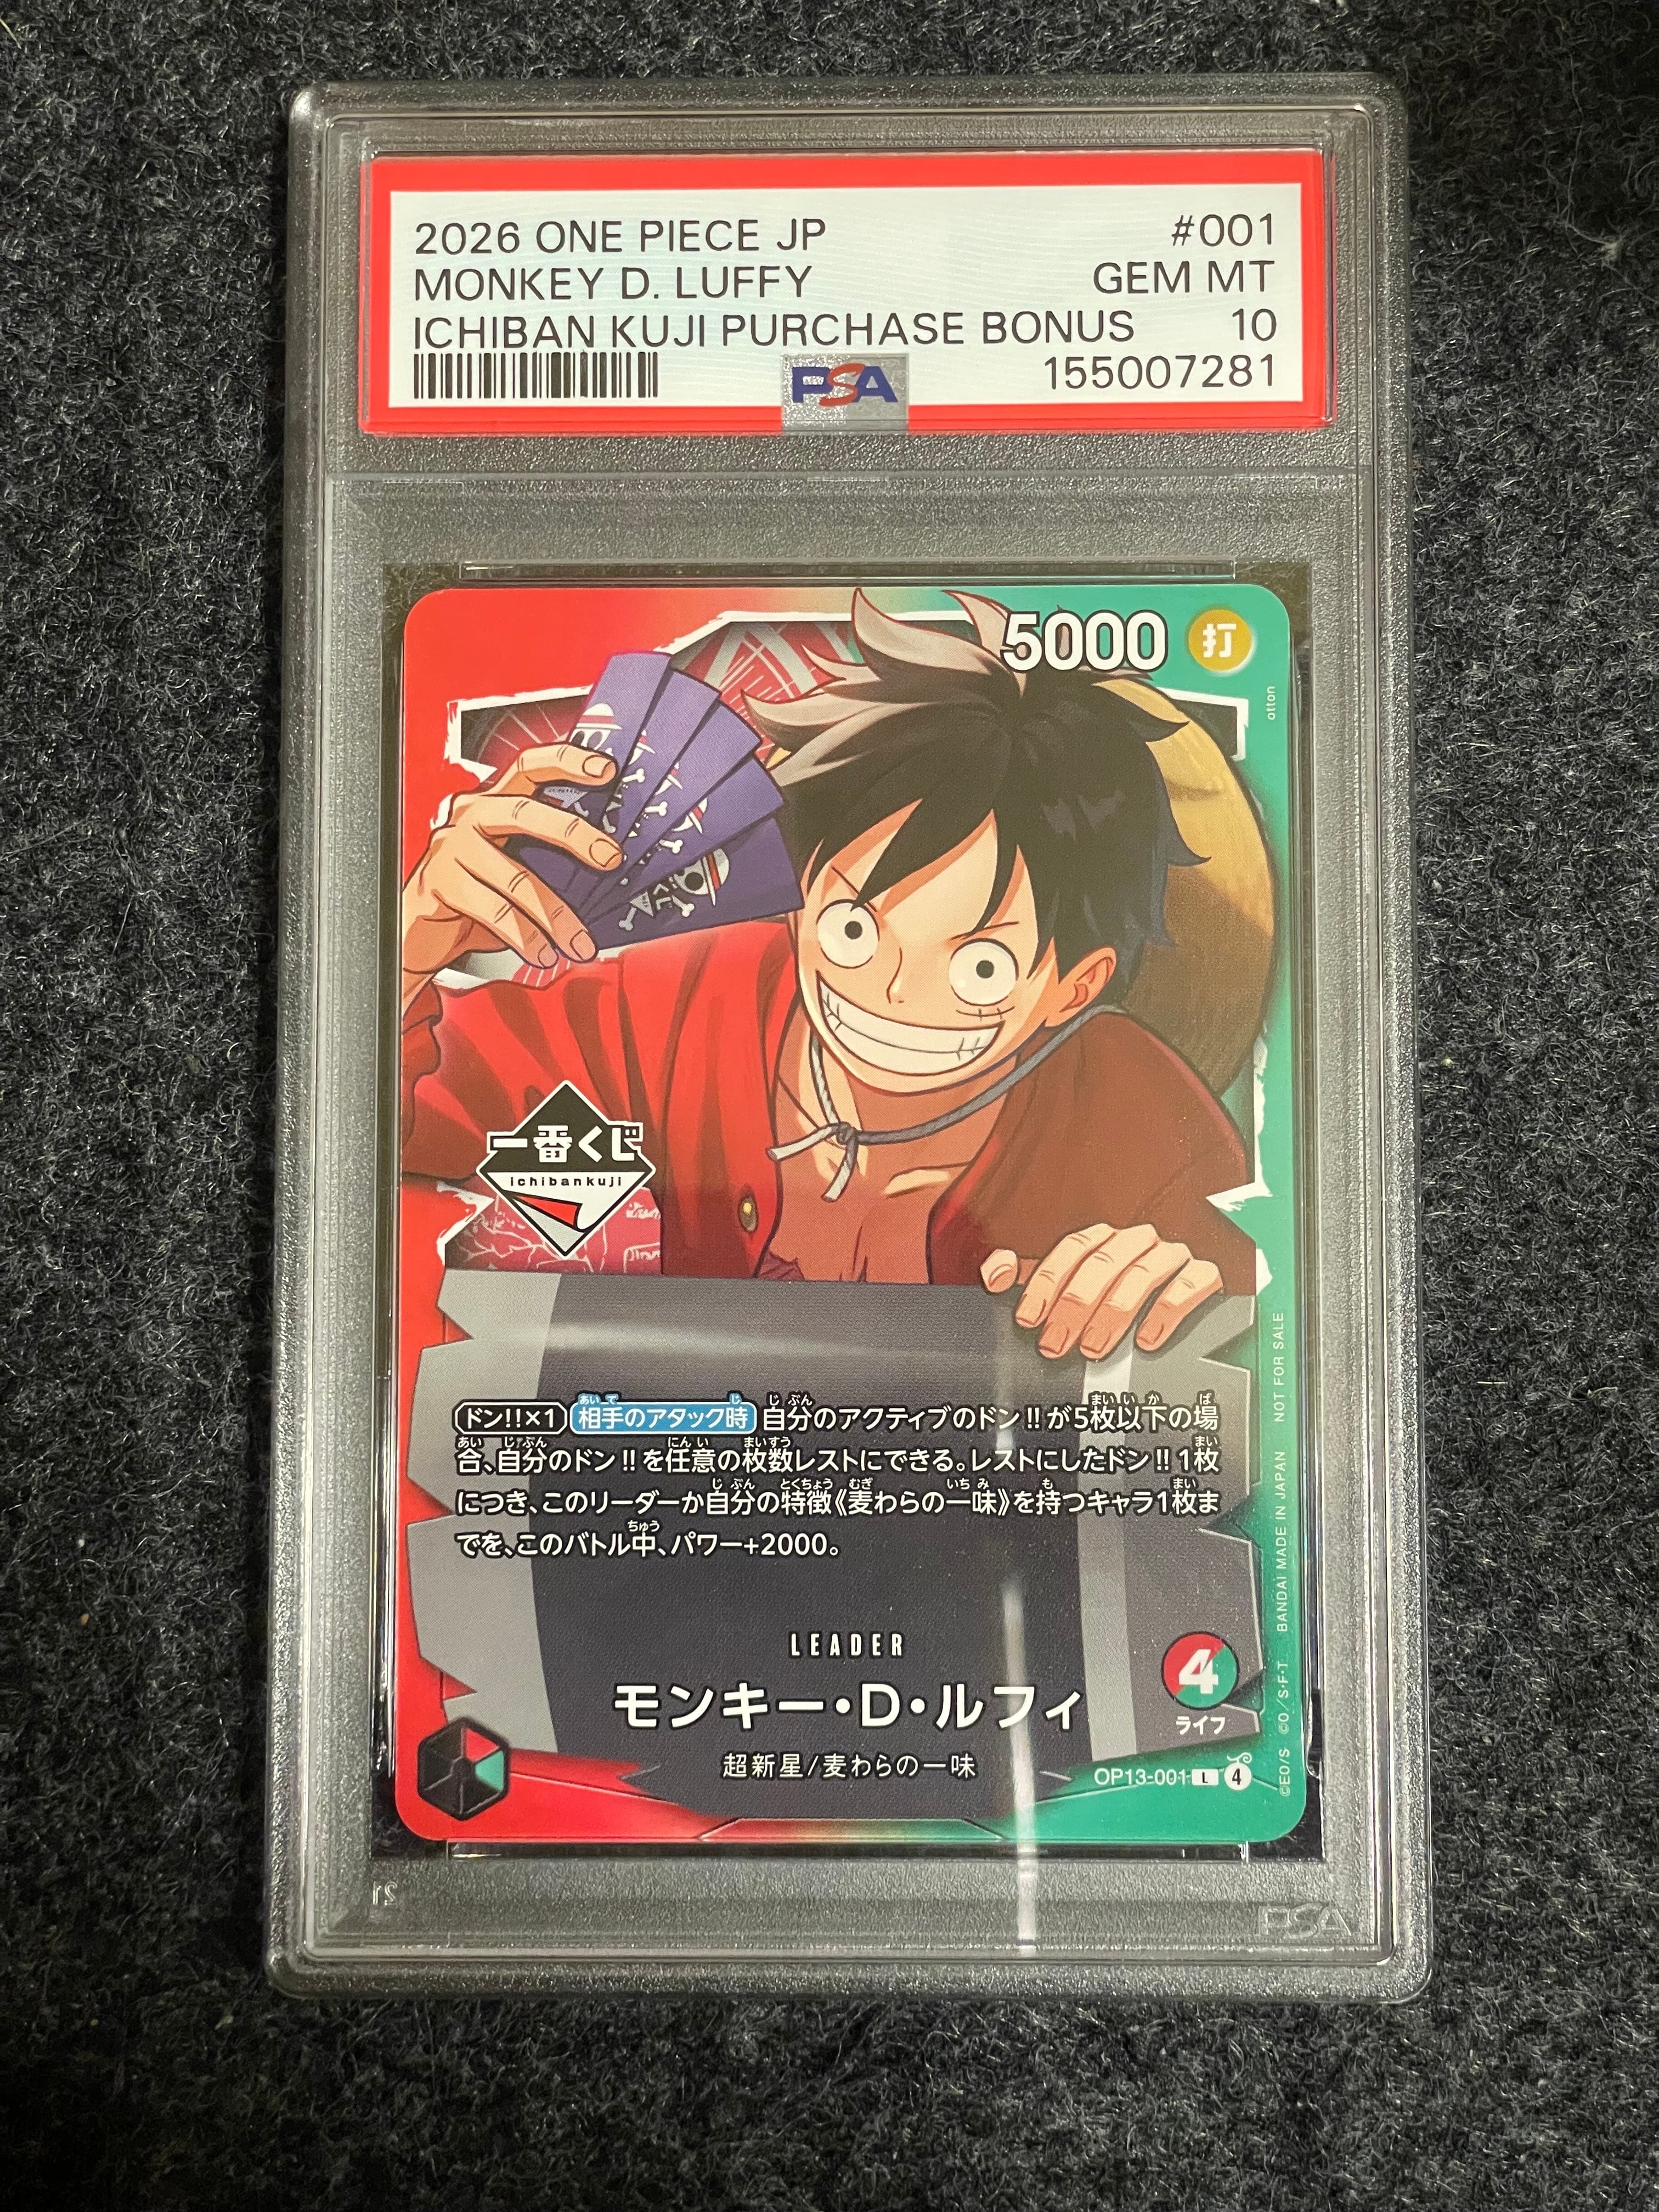 2026 ONE PIECE JP #001
MONKEY D. LUFFY GEM MT
ICHIBAN KUJI PURCHASE BONUS 10
155007281
PSA
5000 打
otton
一番くじ
ichibankuji
ドン!!×1 相手のアタック時 自分のアクティブのドン!!が5枚以下の場
合、自分のドン!!を任意の枚数レストにできる。レストにしたドン!!1枚
につき、このリーダーか自分の特徴《麦わらの一味》を持つキャラ1枚ま
でを、このバトル中、パワー+2000。
LEADER
モンキー・D・ルフィ
超新星/麦わらの一味
4
ライフ
OP13-001 L 4
©EO/S ©O/S・F・T BANDAI MADE IN JAPAN NOT FOR SALE
PSA